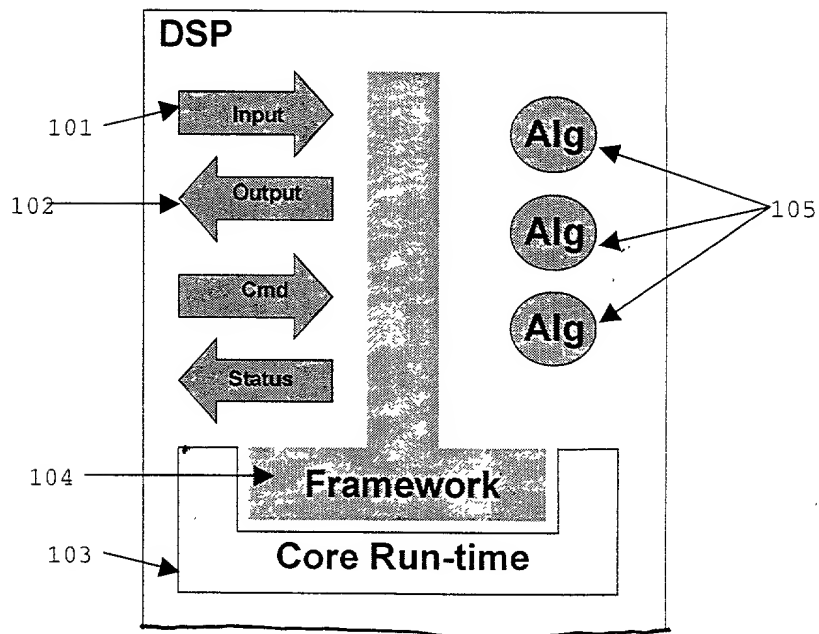 DSP
Input
101
Alg
Output
102
105
Alg
Cmd
Alg
Status
104
Framework
103
Core Run-time